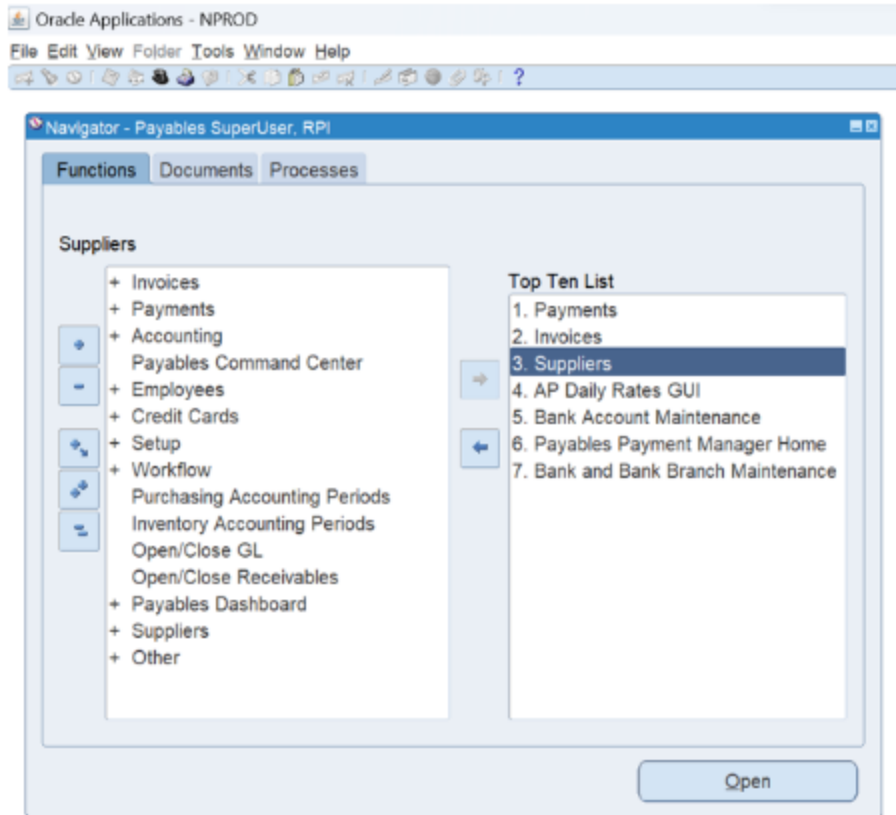 Oracle Applications - NPROD
File Edit View Folder Tools Window Help
?
Navigator - Payables SuperUser, RPI
Functions Documents Processes
Suppliers
+ Invoices
+ Payments
+ Accounting
Payables Command Center
+ Employees
+ Credit Cards
+ Setup
+ Workflow
Purchasing Accounting Periods
Inventory Accounting Periods
Open/Close GL
Open/Close Receivables
+ Payables Dashboard
+ Suppliers
+ Other
Top Ten List
1. Payments
2. Invoices
3. Suppliers
4. AP Daily Rates GUI
5. Bank Account Maintenance
6. Payables Payment Manager Home
7. Bank and Bank Branch Maintenance
Open